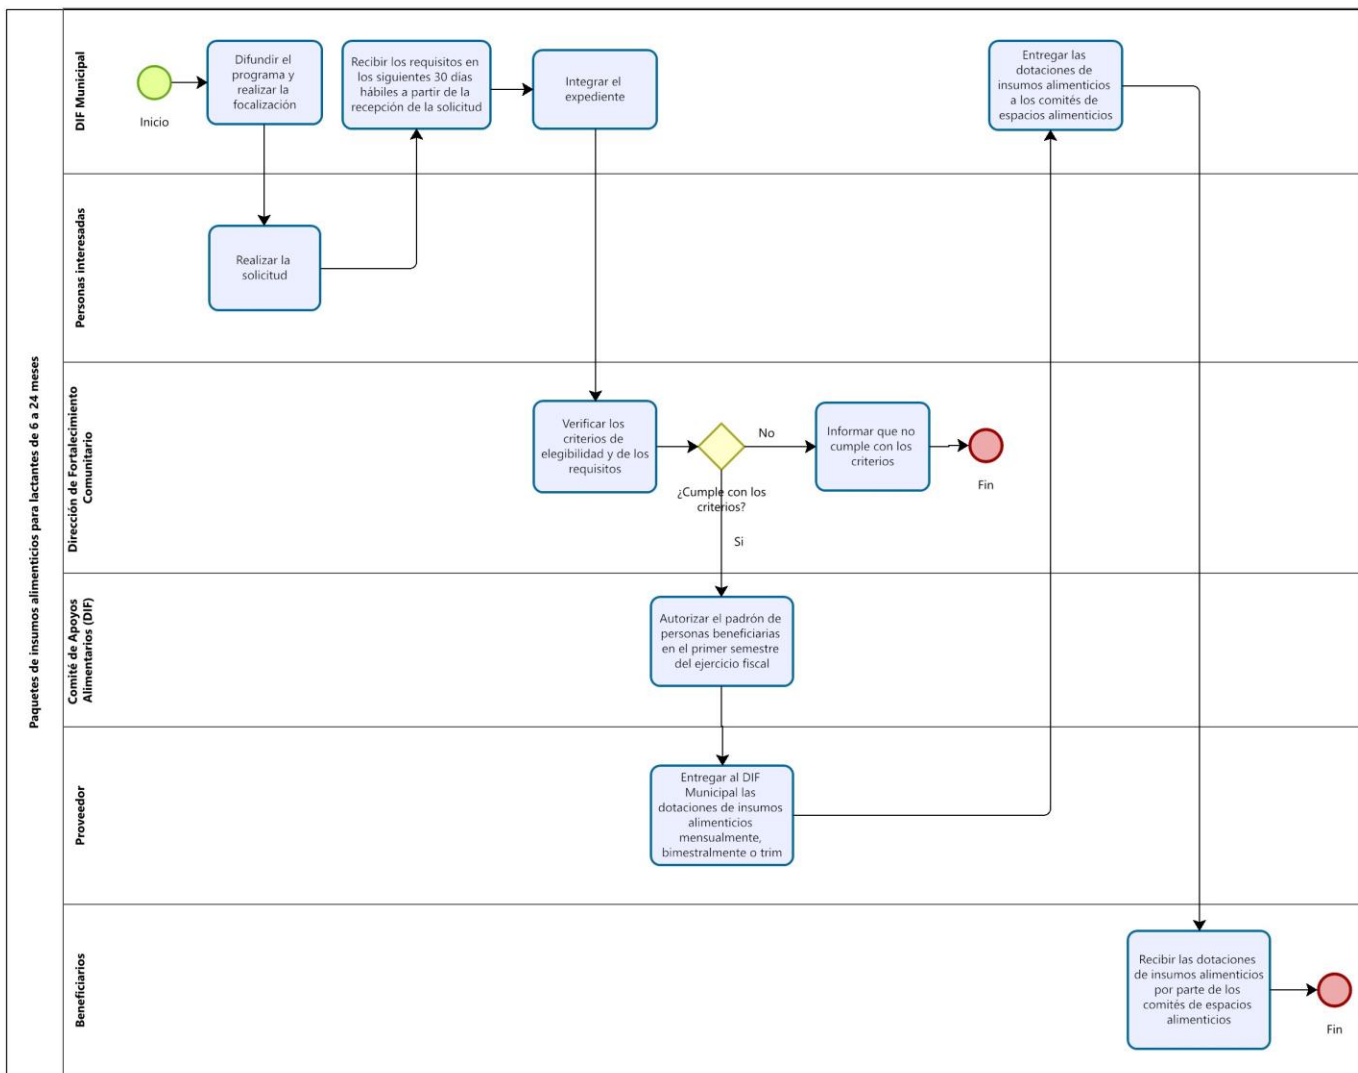 Paquetes de insumos alimenticios para lactantes de 6 a 24 meses
DIF Municipal
Inicio
Difundir el
programa y
realizar la
focalización
Recibir los requisitos en
los siguientes 30 días
hábiles a partir de la
recepción de la solicitud
Integrar el
expediente
Entregar las
dotaciones de
insumos alimenticios
a los comités de
espacios alimenticios
Personas interesadas
Realizar la
solicitud
Dirección de Fortalecimiento
Comunitario
Verificar los
criterios de
elegibilidad y de los
requisitos
¿Cumple con los
criterios?
No
Si
Informar que no
cumple con los
criterios
Fin
Comité de Apoyos
Alimentarios (DIF)
Autorizar el padrón de
personas beneficiarias
en el primer semestre
del ejercicio fiscal
Proveedor
Entregar al DIF
Municipal las
dotaciones de insumos
alimenticios
mensualmente,
bimestralmente o trim
Beneficiarios
Recibir las dotaciones
de insumos alimenticios
por parte de los
comités de espacios
alimenticios
Fin